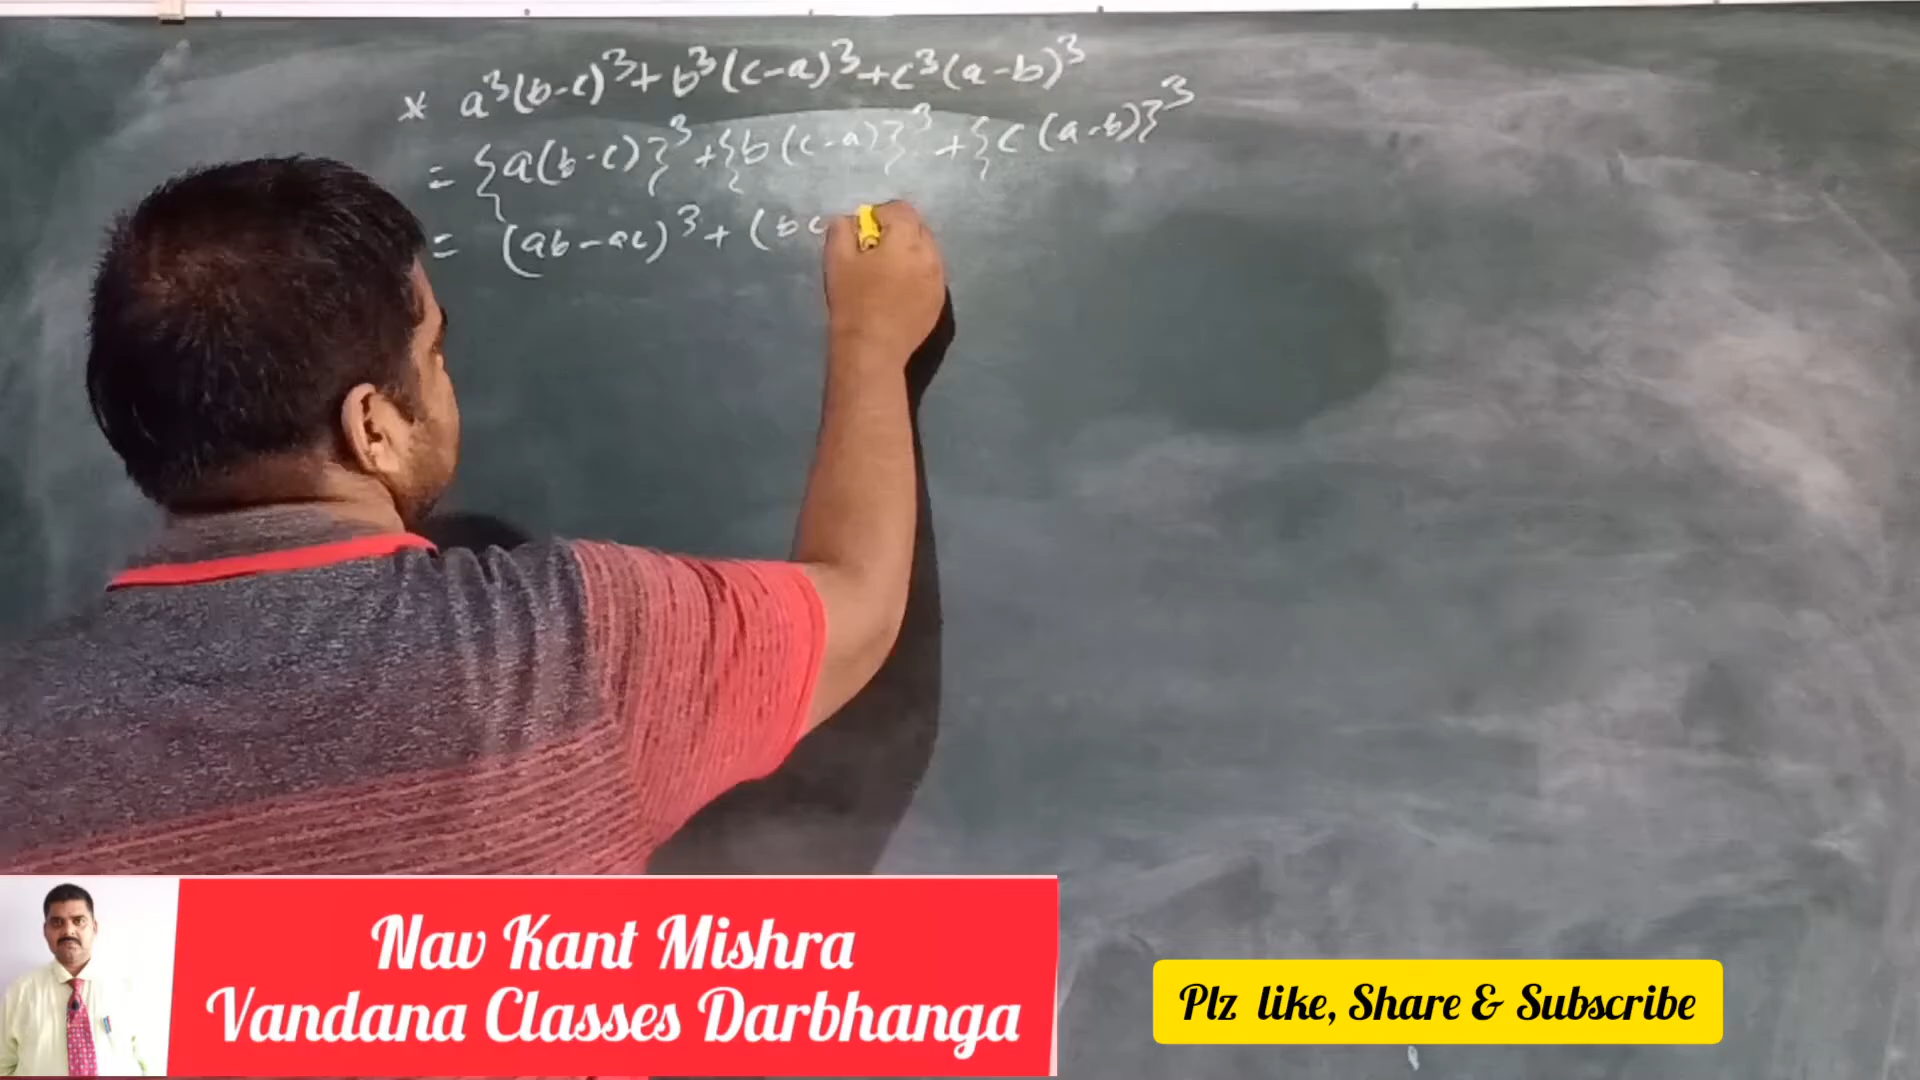 * a³(b-c)³+b³(c-a)³+c³(a-b)³
= {a(b-c)}³+{b(c-a)}³+{c(a-b)}³
= (ab-ac)³+(bc
Nav Kant Mishra
Vandana Classes Darbhanga
Plz like, Share & Subscribe